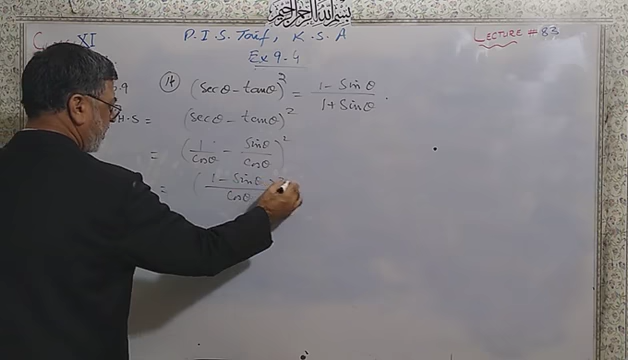 بسم الله الرحمن الرحيم
XI P.I.S. Taif, K.S.A Lecture # 83
Ex 9.4
14 (secθ - tanθ)² = 1 - Sinθ / 1 + Sinθ .
H.S = (secθ - tanθ)²
= (1/Cosθ - Sinθ/Cosθ)²
= (1 - Sinθ / Cosθ